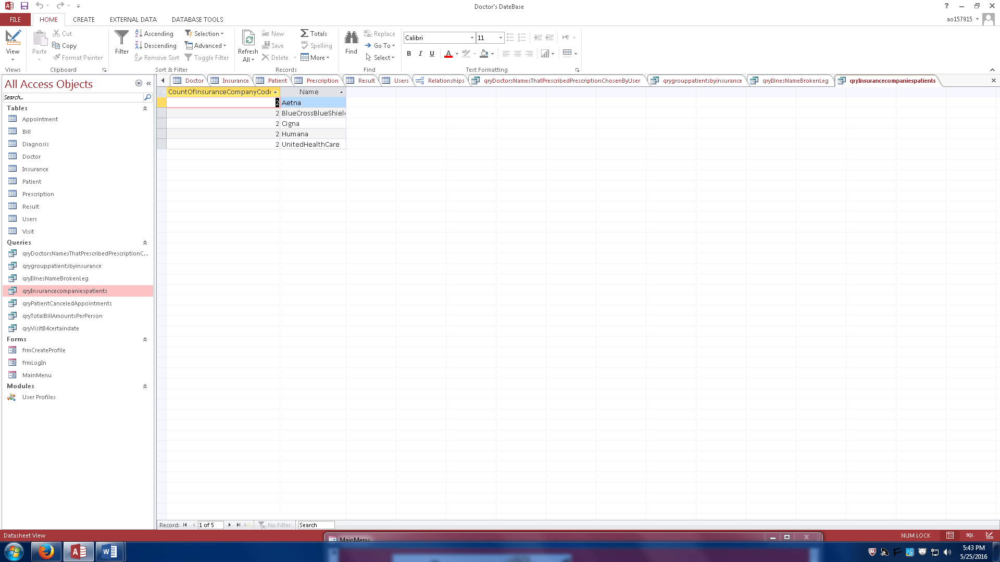 Doctor's DateBase
?
FILE HOME CREATE EXTERNAL DATA DATABASE TOOLS
ao157915
View
Views
Paste
Cut
Copy
Format Painter
Clipboard
Filter
Ascending
Descending
Remove Sort
Selection
Advanced
Toggle Filter
Sort & Filter
Refresh
All
New
Save
Delete
Totals
Spelling
More
Records
Find
Replace
Go To
Select
Find
Calibri 11
B I U A
Text Formatting
All Access Objects
Search...
Tables
Appointment
Bill
Diagnosis
Doctor
Insurance
Patient
Prescription
Result
Users
Visit
Queries
qryDoctorsNamesThatPrescribedPrescriptionC...
qrygrouppatientsbyinsurance
qryIllnesNameBrokenLeg
qryInsurancecompaniespatients
qryPatientCanceledAppointments
qryTotalBillAmountsPerPerson
qryVisitB4certaindate
Forms
frmCreateProfile
frmLogIn
MainMenu
Modules
User Profiles
Doctor Insurance Patient Prescription Result Users Relationships qryDoctorsNamesThatPrescribedPrescriptionChosenByUser qrygrouppatientsbyinsurance qryIllnesNameBrokenLeg qryInsurancecompaniespatients
CountOfInsuranceCompanyCode Name
2 Aetna
2 BlueCrossBlueShield
2 Cigna
2 Humana
2 UnitedHealthCare
Record: 1 of 5 No Filter Search
Datasheet View
NUM LOCK
SQL
MainMenu
5:43 PM
5/25/2016